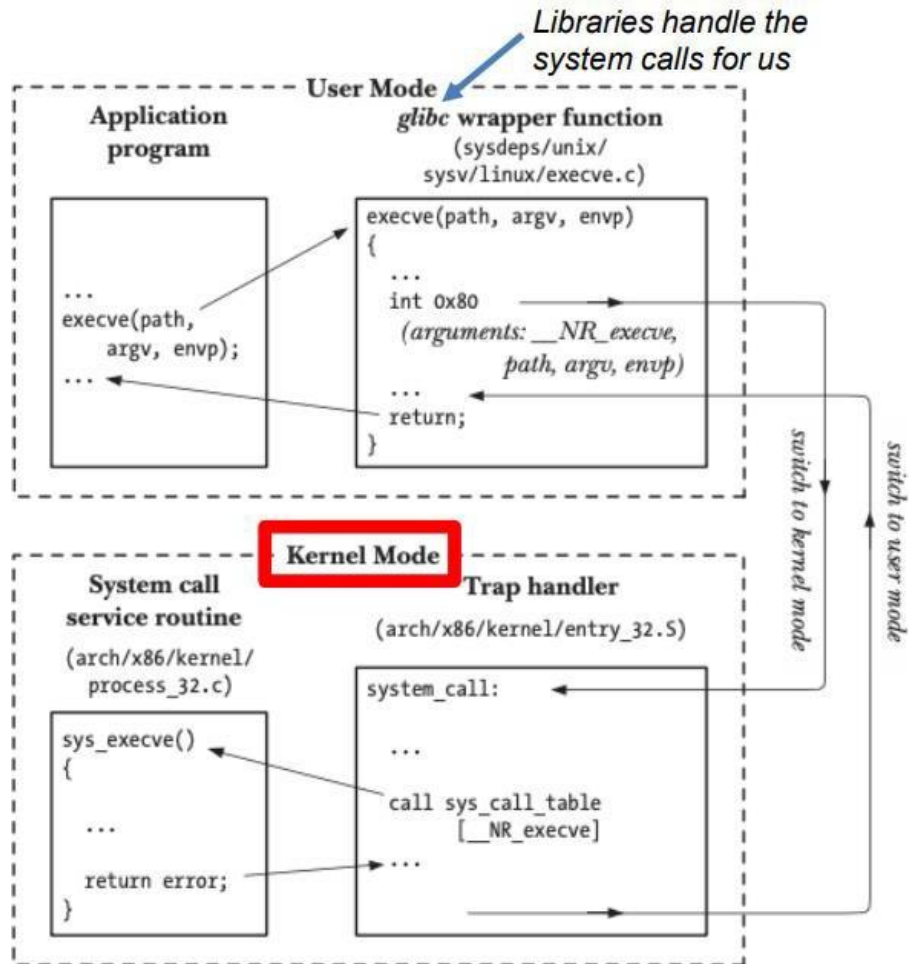 Libraries handle the
system calls for us
User Mode
Application
program
glibc wrapper function
(sysdeps/unix/
sysv/linux/execve.c)
...
execve(path,
argv, envp);
...
execve(path, argv, envp)
{
...
int 0x80
(arguments: __NR_execve,
path, argv, envp)
...
return;
}
switch to kernel mode
switch to user mode
Kernel Mode
System call
service routine
(arch/x86/kernel/
process_32.c)
Trap handler
(arch/x86/kernel/entry_32.S)
sys_execve()
{
...
return error;
}
system_call:
...
call sys_call_table
[__NR_execve]
...